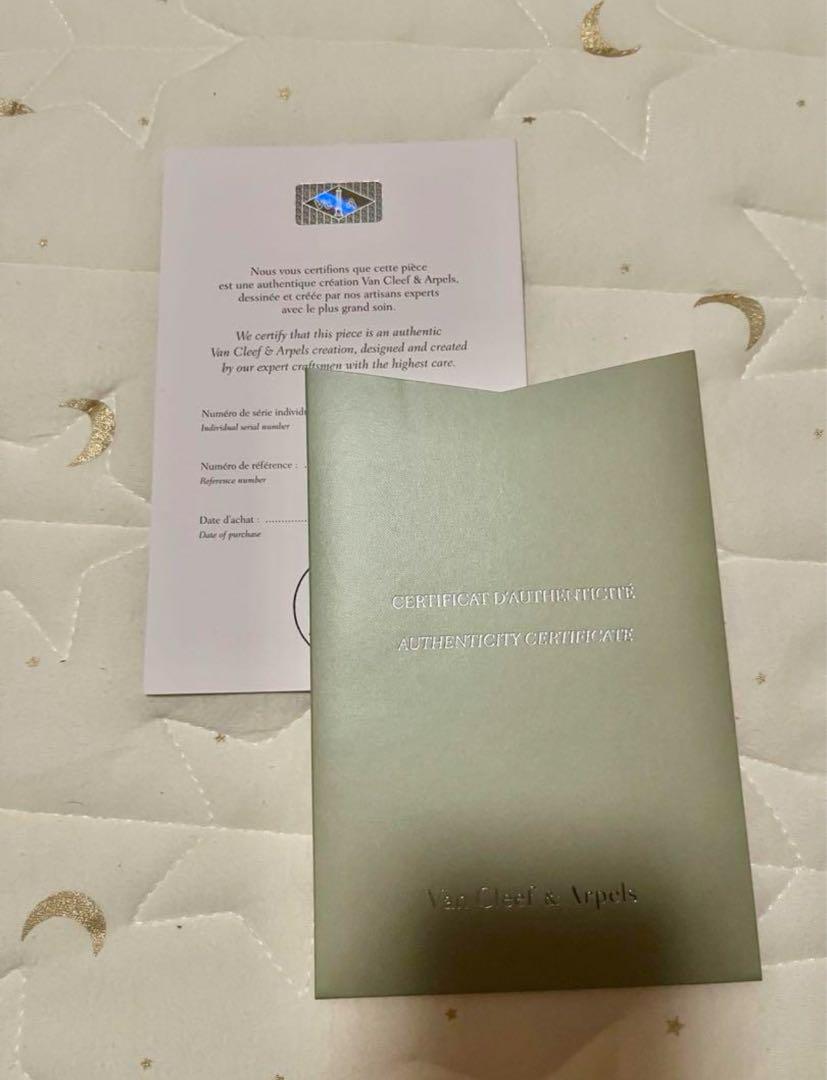 Nous vous certifions que cette pièce
est une authentique création Van Cleef & Arpels,
dessinée et créée par nos artisans experts
avec le plus grand soin.
We certify that this piece is an authentic
Van Cleef & Arpels creation, designed and created
by our expert craftsmen with the highest care.
Numéro de série
Individual serial number
Numéro de référence :
Reference number
Date d'achat :
Date of purchase
CERTIFICAT D'AUTHENTICITÉ
AUTHENTICITY CERTIFICATE
Van Cleef & Arpels